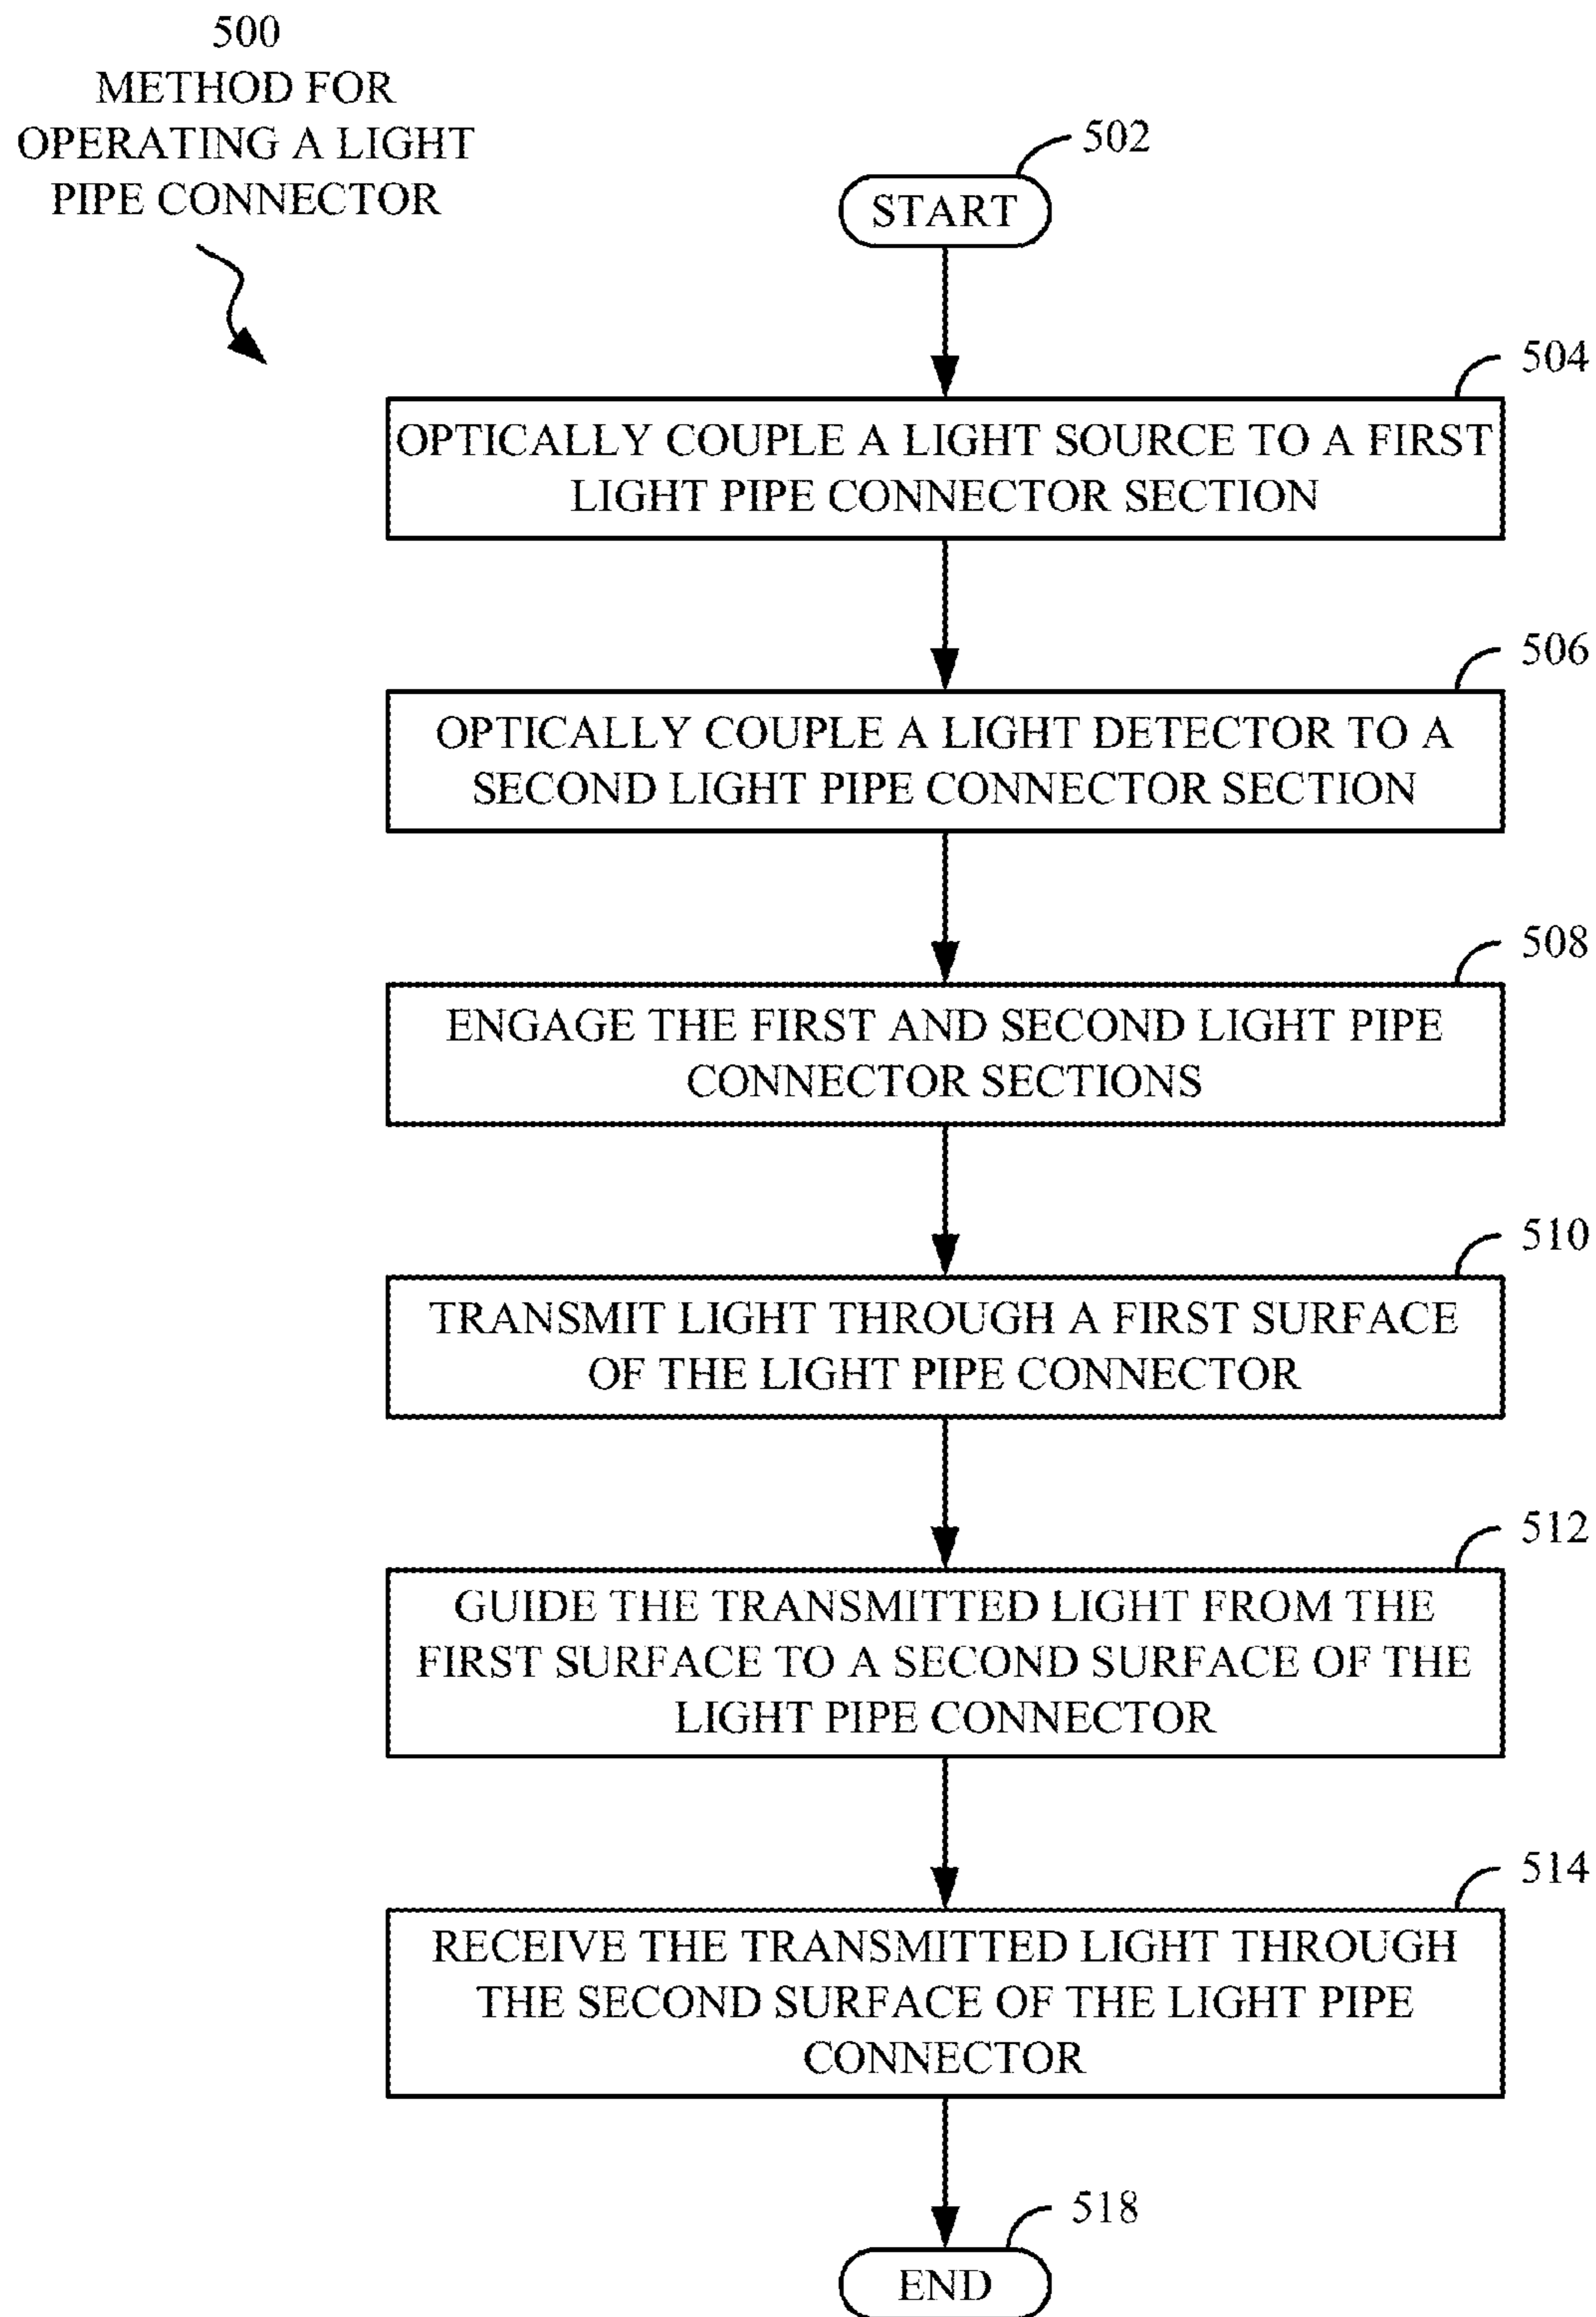 500
METHOD FOR
OPERATING A LIGHT
PIPE CONNECTOR
502
START
504
OPTICALLY COUPLE A LIGHT SOURCE TO A FIRST
LIGHT PIPE CONNECTOR SECTION
506
OPTICALLY COUPLE A LIGHT DETECTOR TO A
SECOND LIGHT PIPE CONNECTOR SECTION
508
ENGAGE THE FIRST AND SECOND LIGHT PIPE
CONNECTOR SECTIONS
510
TRANSMIT LIGHT THROUGH A FIRST SURFACE
OF THE LIGHT PIPE CONNECTOR
512
GUIDE THE TRANSMITTED LIGHT FROM THE
FIRST SURFACE TO A SECOND SURFACE OF THE
LIGHT PIPE CONNECTOR
514
RECEIVE THE TRANSMITTED LIGHT THROUGH
THE SECOND SURFACE OF THE LIGHT PIPE
CONNECTOR
518
END